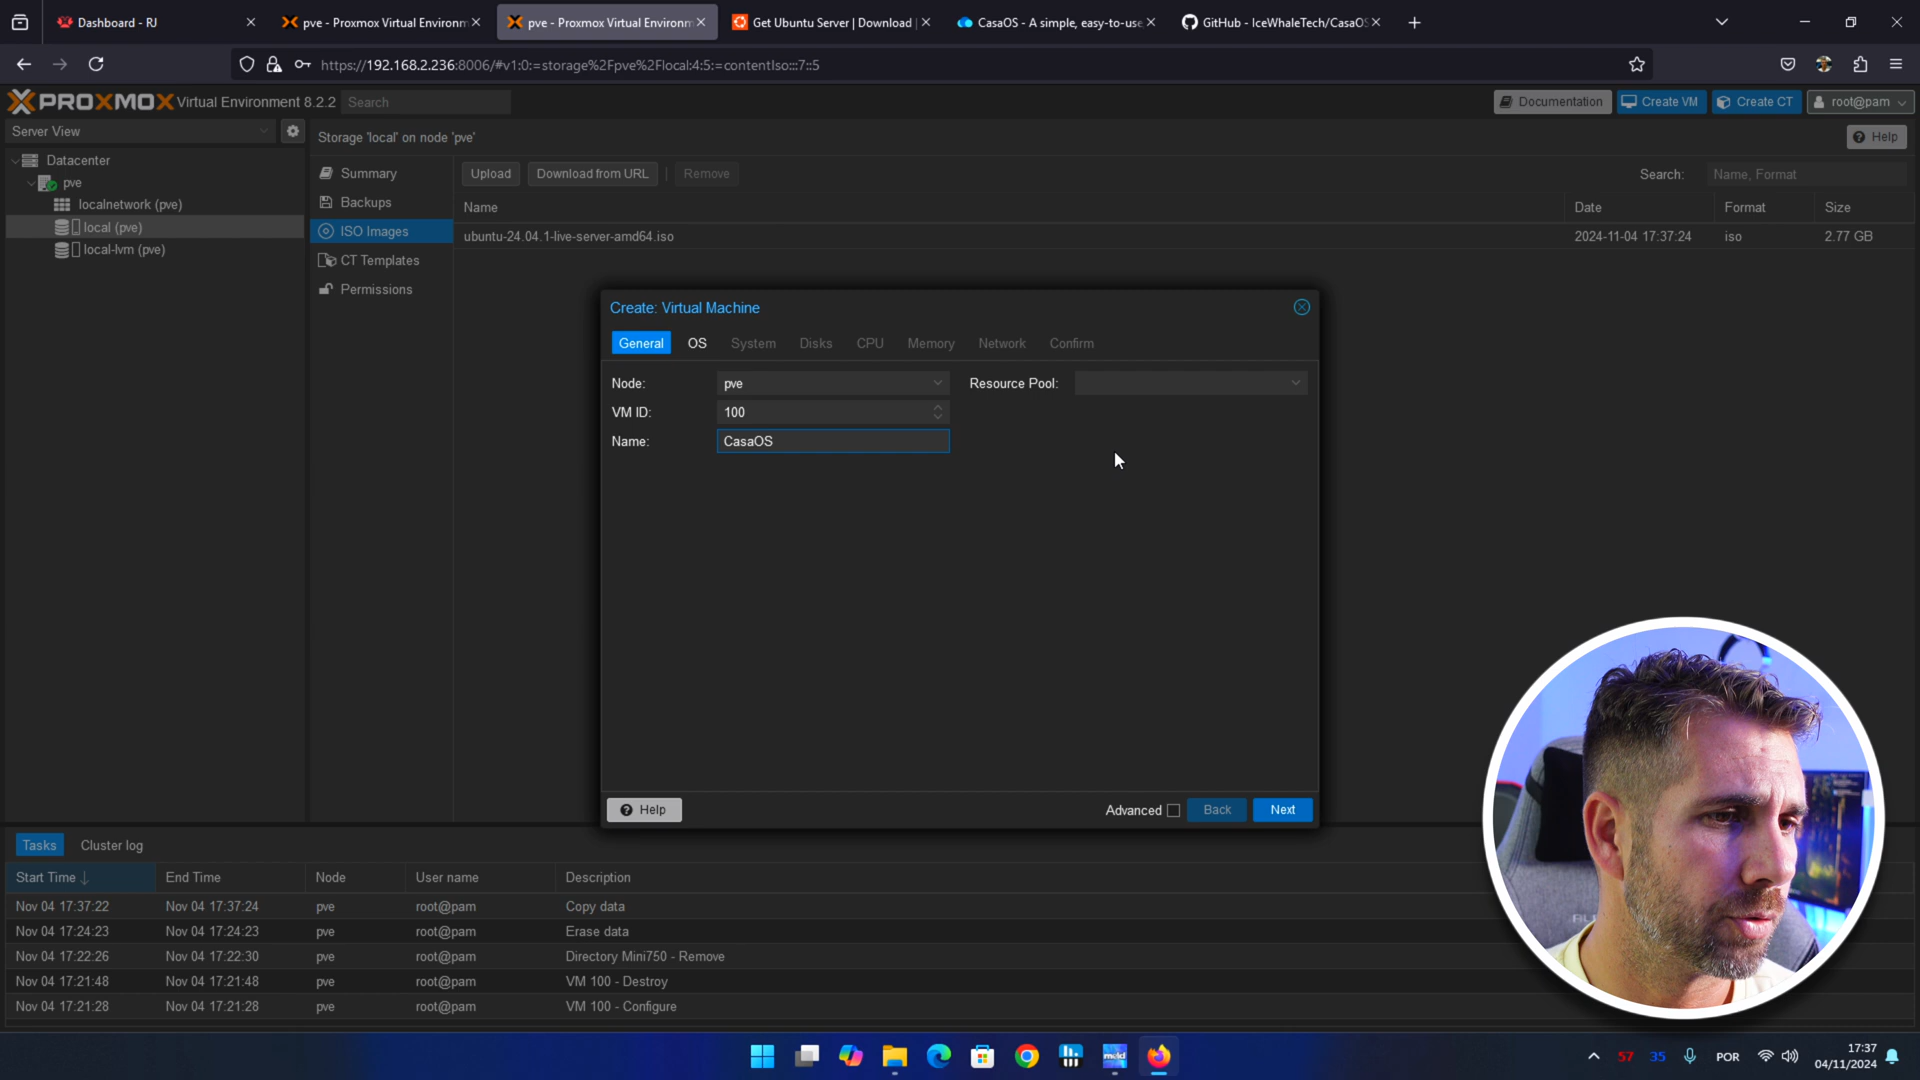 Dashboard - RJ
pve - Proxmox Virtual Environm
pve - Proxmox Virtual Environm
Get Ubuntu Server | Download |
CasaOS - A simple, easy-to-use,
GitHub - IceWhaleTech/CasaOS
https://192.168.2.236:8006/#v1:0:=storage%2Fpve%2Flocal:4:5:=contentIso:::7::5
PROXMOX Virtual Environment 8.2.2 Search
Documentation Create VM Create CT root@pam
Server View
Storage 'local' on node 'pve' Help
Datacenter
pve
localnetwork (pve)
local (pve)
local-lvm (pve)
Summary
Backups
ISO Images
CT Templates
Permissions
Upload Download from URL Remove Search: Name, Format
Name Date Format Size
ubuntu-24.04.1-live-server-amd64.iso 2024-11-04 17:37:24 iso 2.77 GB
Create: Virtual Machine
General OS System Disks CPU Memory Network Confirm
Node: pve Resource Pool:
VM ID: 100
Name: CasaOS
Help Advanced Back Next
Tasks Cluster log
Start Time End Time Node User name Description
Nov 04 17:37:22 Nov 04 17:37:24 pve root@pam Copy data
Nov 04 17:24:23 Nov 04 17:24:23 pve root@pam Erase data
Nov 04 17:22:26 Nov 04 17:22:30 pve root@pam Directory Mini750 - Remove
Nov 04 17:21:48 Nov 04 17:21:48 pve root@pam VM 100 - Destroy
Nov 04 17:21:28 Nov 04 17:21:28 pve root@pam VM 100 - Configure
57 35 POR 17:37
04/11/2024